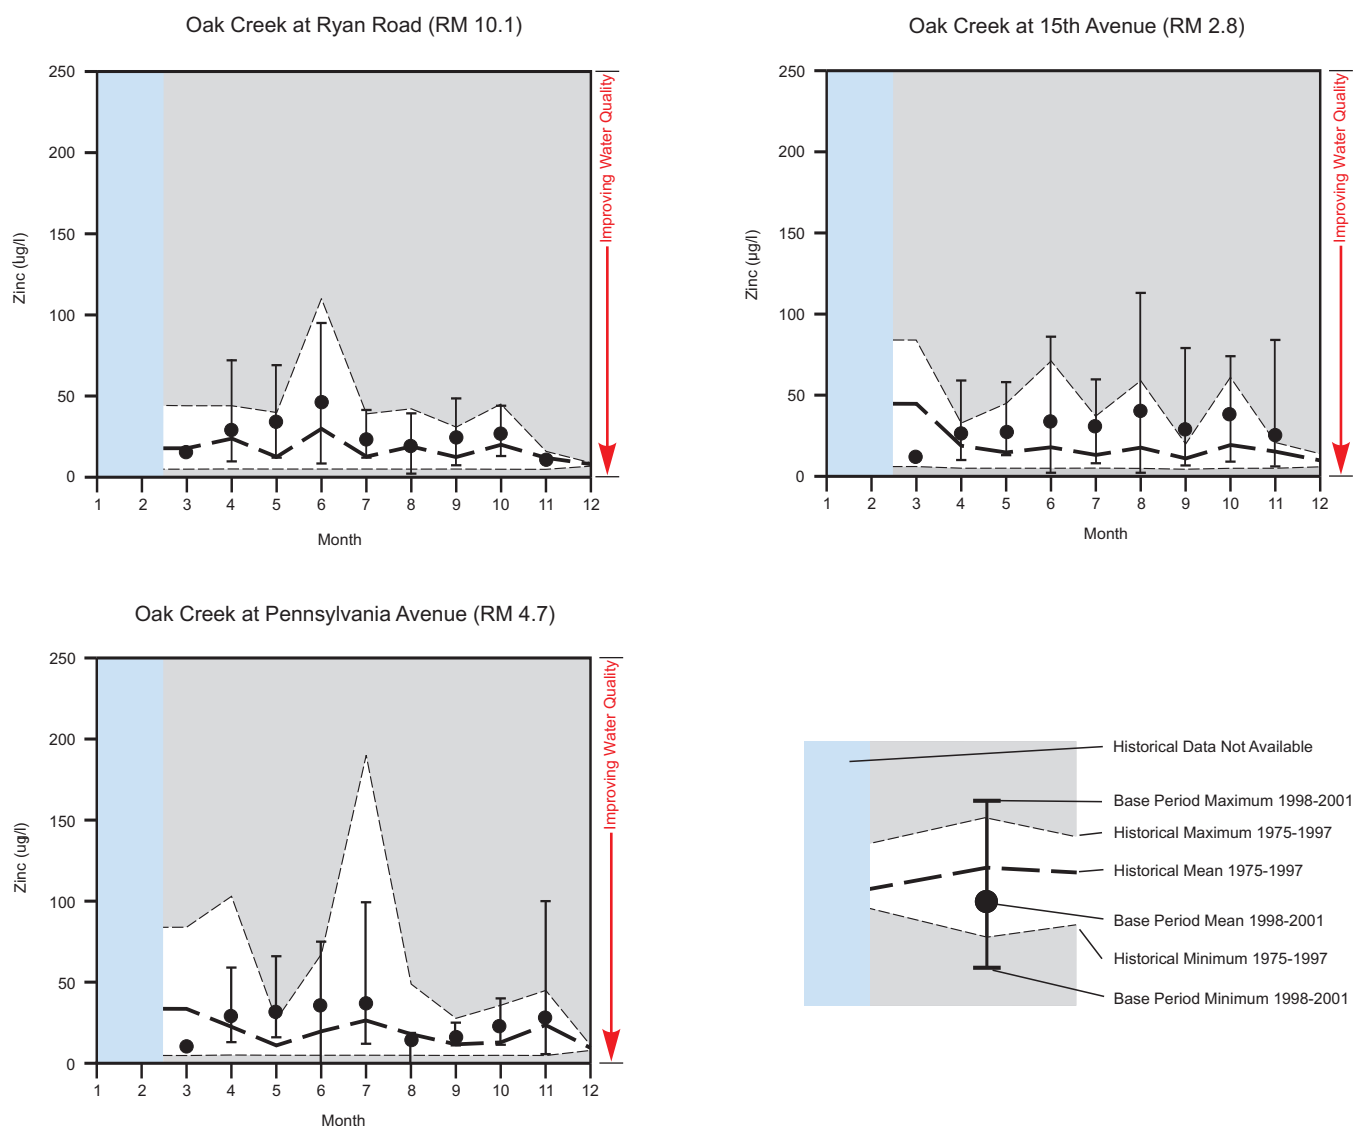 Oak Creek at Ryan Road (RM 10.1)
250
200
150
100
50
0
Zinc (ug/l)
1 2 3 4 5 6 7 8 9 10 11 12
Month
Improving Water Quality
Oak Creek at 15th Avenue (RM 2.8)
250
200
150
100
50
0
Zinc (µg/l)
1 2 3 4 5 6 7 8 9 10 11 12
Month
Improving Water Quality
Oak Creek at Pennsylvania Avenue (RM 4.7)
250
200
150
100
50
0
Zinc (ug/l)
1 2 3 4 5 6 7 8 9 10 11 12
Month
Improving Water Quality
Historical Data Not Available
Base Period Maximum 1998-2001
Historical Maximum 1975-1997
Historical Mean 1975-1997
Base Period Mean 1998-2001
Historical Minimum 1975-1997
Base Period Minimum 1998-2001